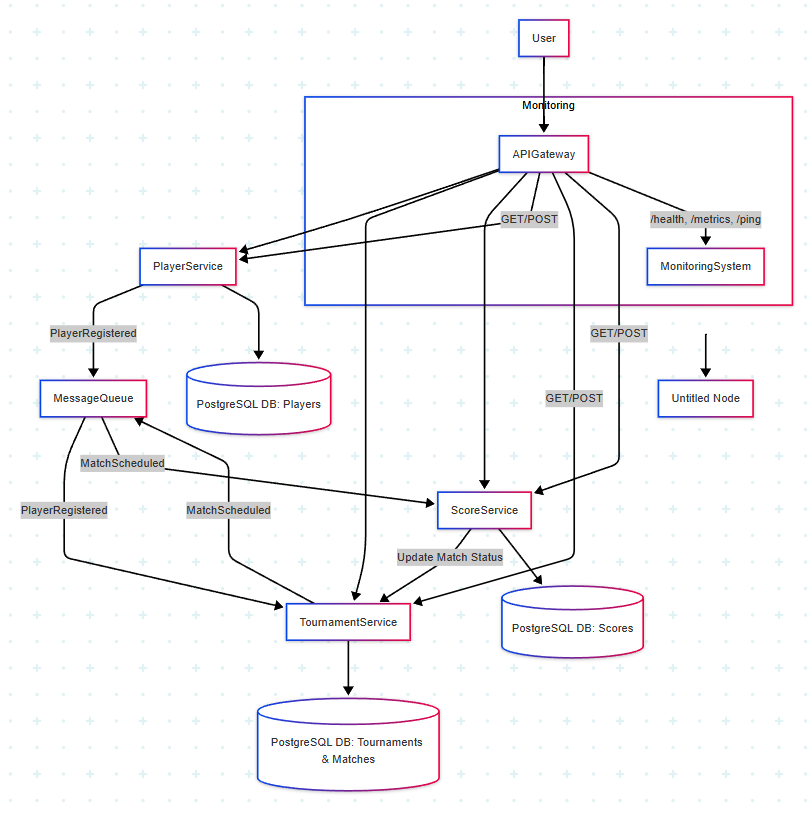 User
Monitoring
APIGateway
GET/POST
/health, /metrics, /ping
PlayerService
MonitoringSystem
PlayerRegistered
GET/POST
MessageQueue
PostgreSQL DB: Players
GET/POST
Untitled Node
MatchScheduled
PlayerRegistered
MatchScheduled
ScoreService
Update Match Status
TournamentService
PostgreSQL DB: Scores
PostgreSQL DB: Tournaments
& Matches